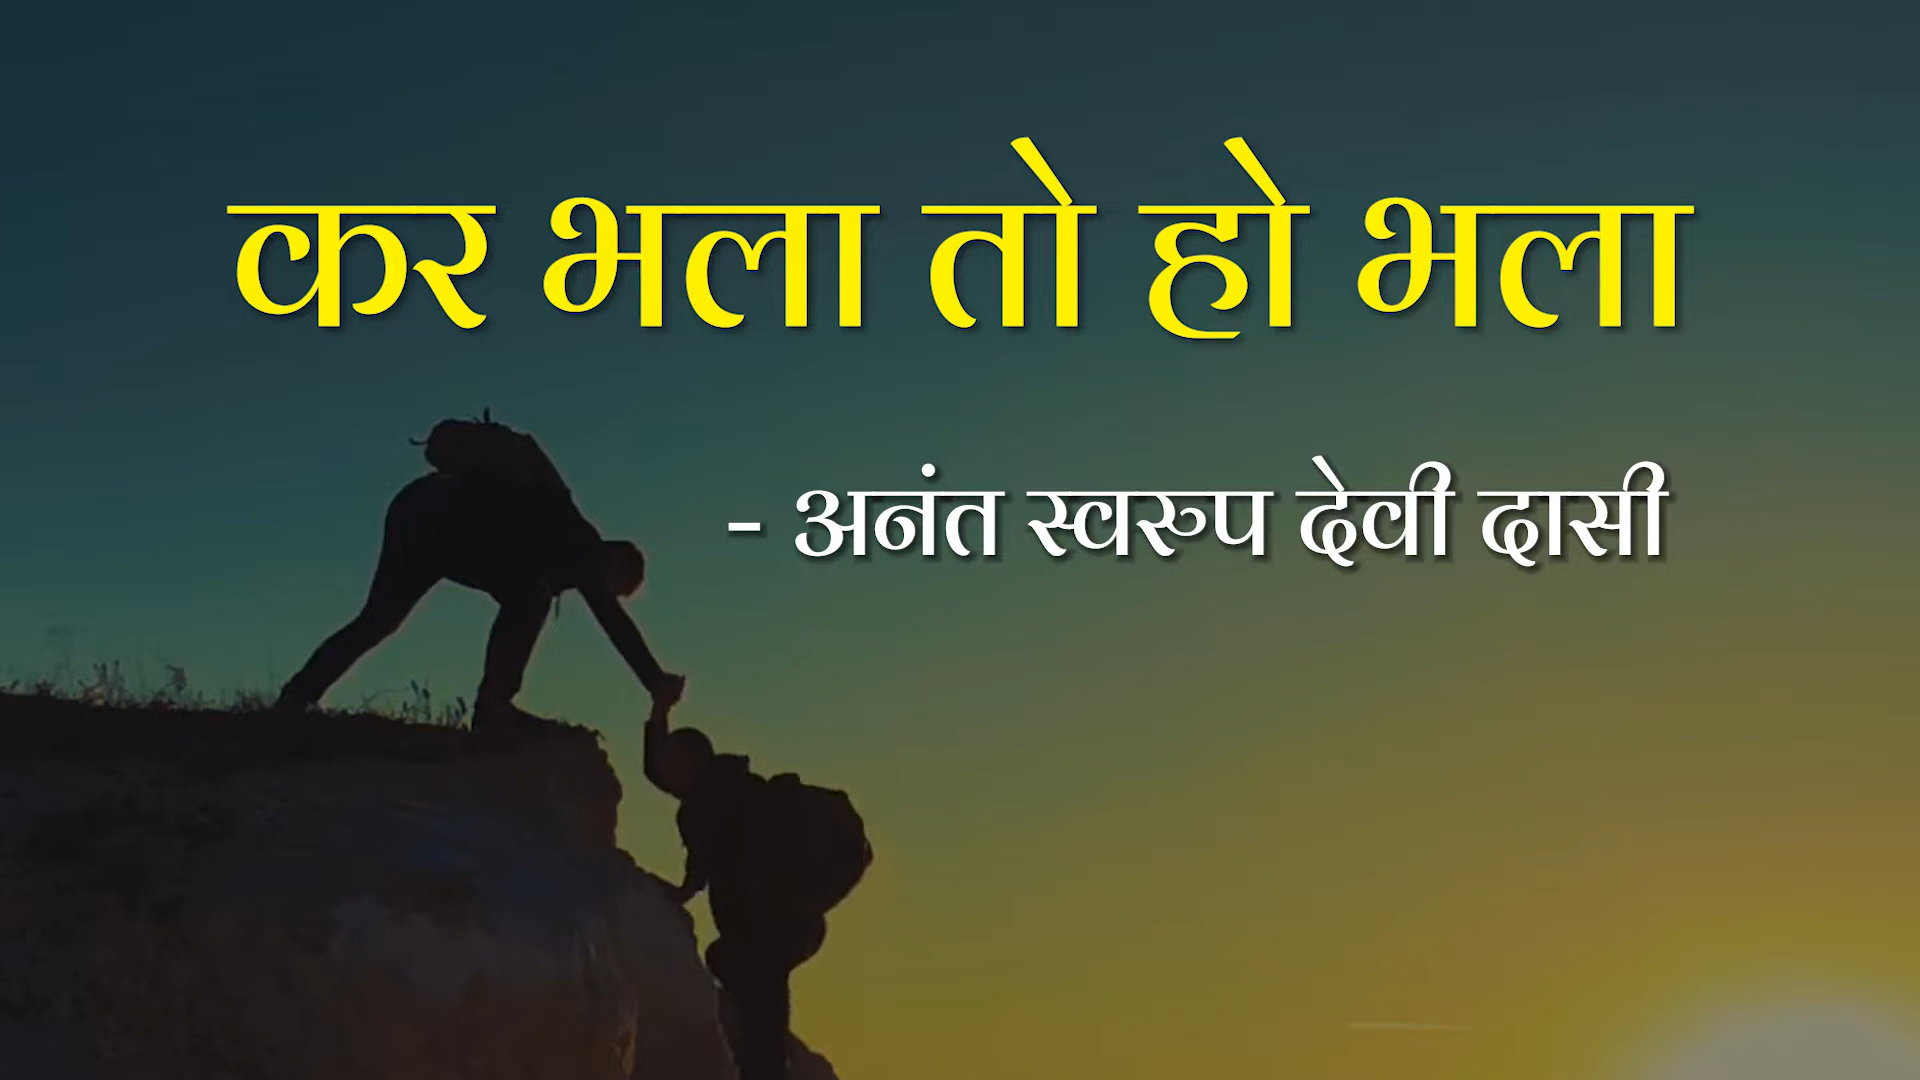 कर भला तो हो भला
- अनंत स्वरुप देवी दासी